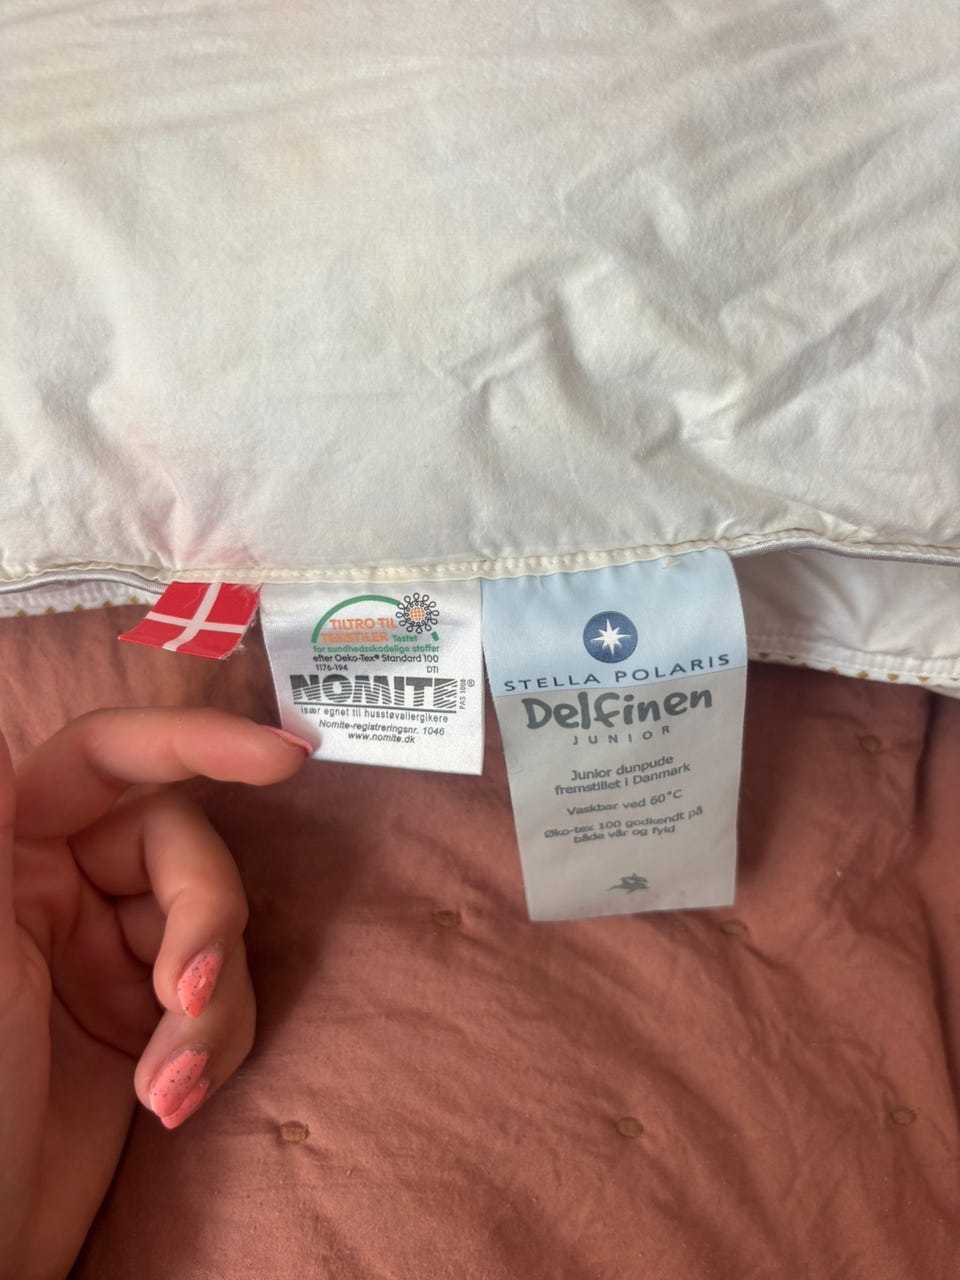 TILTRO TIL
TEKSTILER Testet
for sundhedsskadelige stoffer
efter Oeko-Tex® Standard 100
1176-194 DTI
NOMITE®
PAS 1008
især egnet til husstøvallergikere
Nomite-registreringsnr. 1046
www.nomite.dk
STELLA POLARIS
Delfinen
JUNIOR
Junior dunpude
fremstillet i Danmark
Vaskbar ved 60°C
Øko-tex 100 godkendt på
både vår og fyld